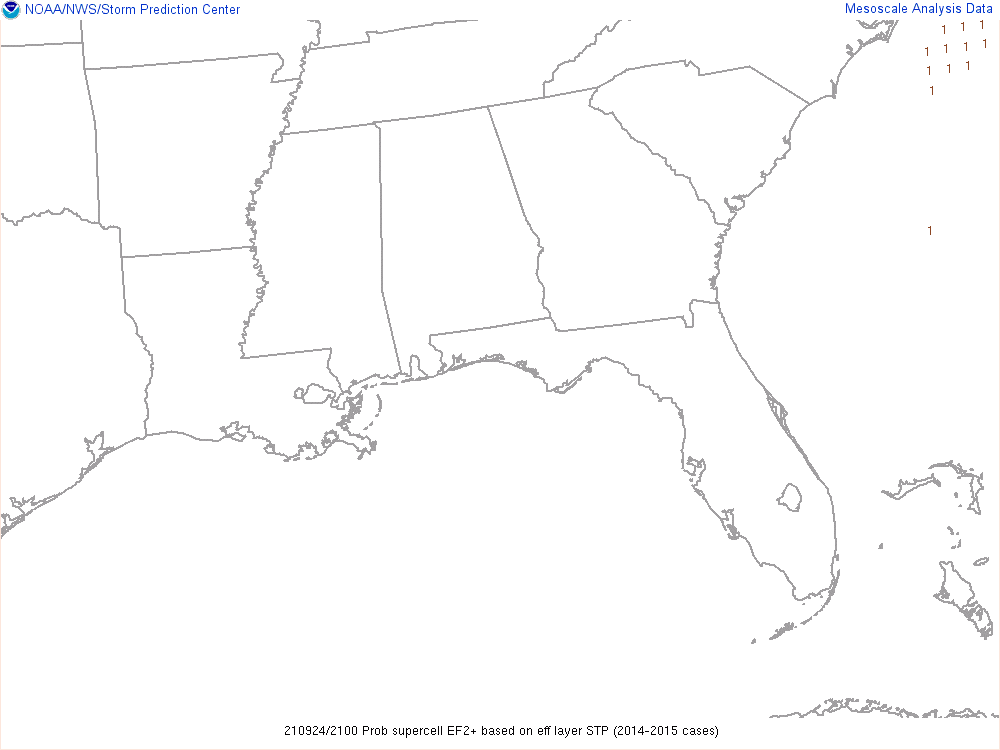 NOAA/NWS/Storm Prediction Center Mesoscale Analysis Data
1 1 1
1 1 1 1
1 1 1
1
1
210924/2100 Prob supercell EF2+ based on eff layer STP (2014-2015 cases)